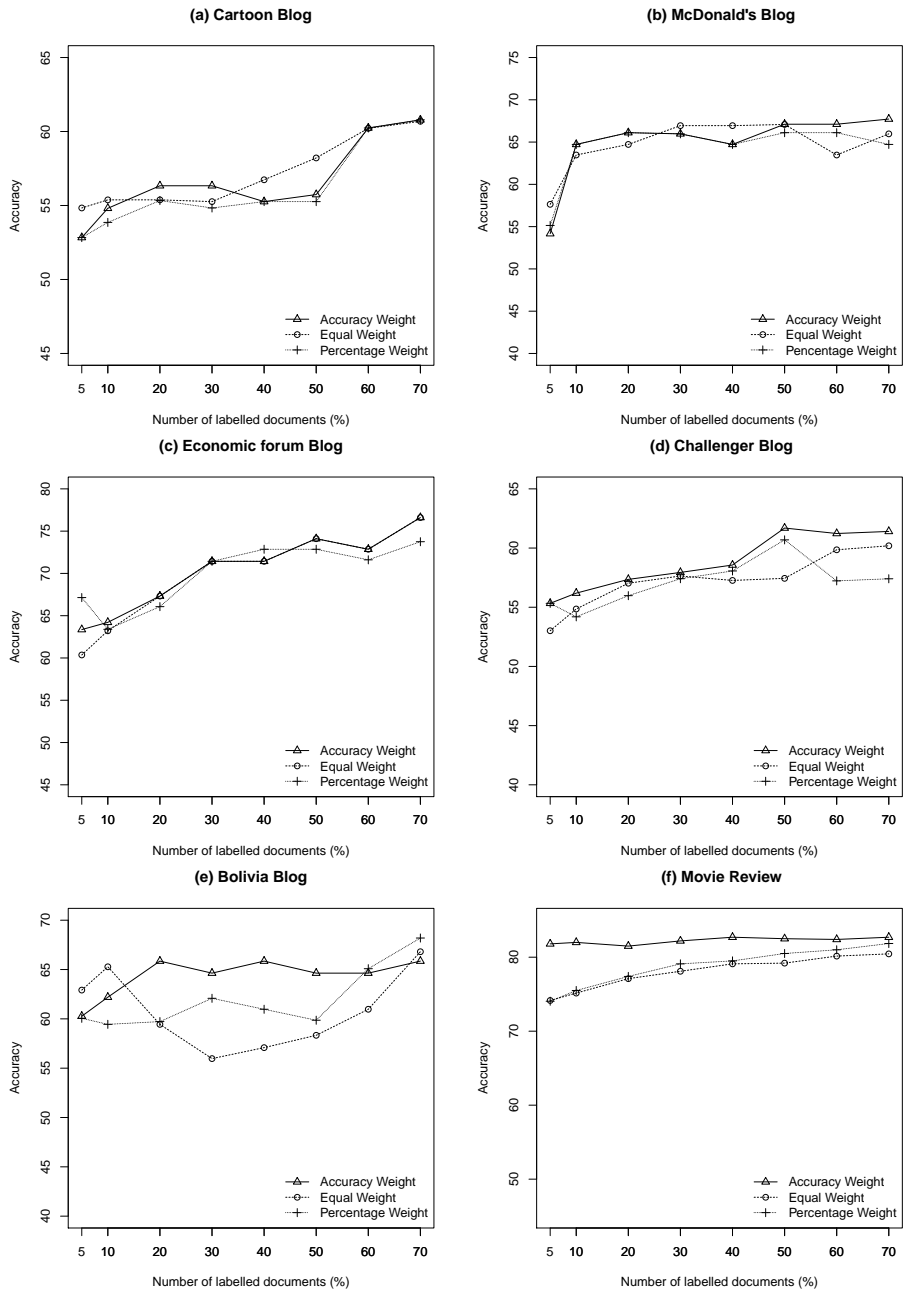 (a) Cartoon Blog
Accuracy
65
60
55
50
45
Accuracy Weight
Equal Weight
Percentage Weight
5 10 20 30 40 50 60 70
Number of labelled documents (%)
(b) McDonald's Blog
Accuracy
75
70
65
60
55
50
45
40
Accuracy Weight
Equal Weight
Pencentage Weight
5 10 20 30 40 50 60 70
Number of labelled documents (%)
(c) Economic forum Blog
Accuracy
80
75
70
65
60
55
50
45
Accuracy Weight
Equal Weight
Percentage Weight
5 10 20 30 40 50 60 70
Number of labelled documents (%)
(d) Challenger Blog
Accuracy
65
60
55
50
45
40
Accuracy Weight
Equal Weight
Percentage Weight
5 10 20 30 40 50 60 70
Number of labelled documents (%)
(e) Bolivia Blog
Accuracy
70
65
60
55
50
45
40
Accuracy Weight
Equal Weight
Percentage Weight
5 10 20 30 40 50 60 70
Number of labelled documents (%)
(f) Movie Review
Accuracy
80
70
60
50
Accuracy Weight
Equal Weight
Percentage Weight
5 10 20 30 40 50 60 70
Number of labelled documents (%)